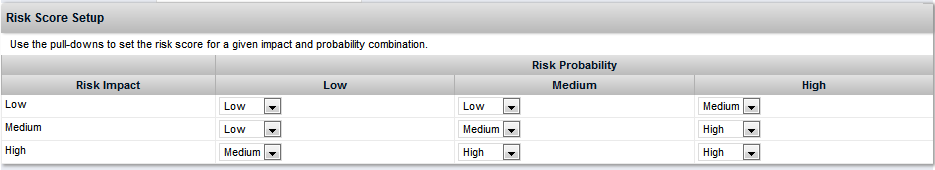 Risk Score Setup
Use the pull-downs to set the risk score for a given impact and probability combination.
Risk Probability
Risk Impact Low Medium High
Low Low Low Medium
Medium Low Medium High
High Medium High High